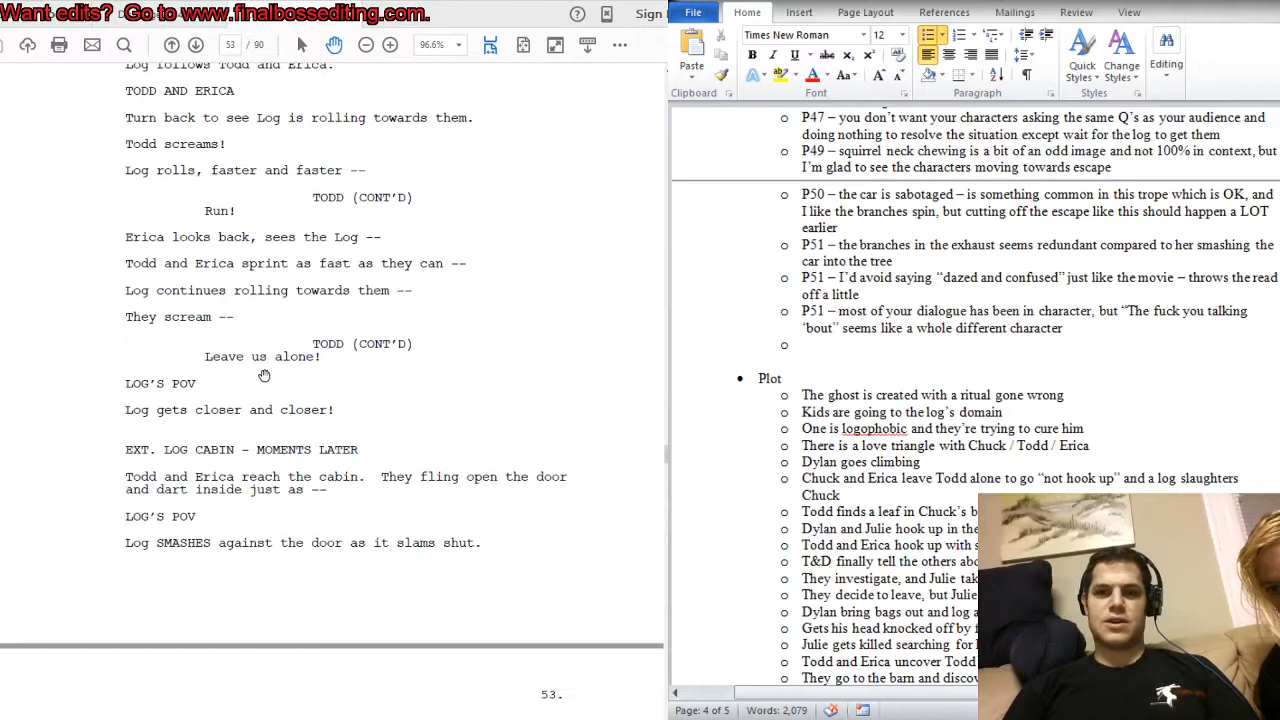 Want edits?  Go to www.finalbossediting.com.
Sign
53
96.6%
Log follows Todd and Erica.
TODD AND ERICA
Turn back to see Log is rolling towards them.
Todd screams!
Log rolls, faster and faster --
TODD (CONT'D)
Run!
Erica looks back, sees the Log --
Todd and Erica sprint as fast as they can --
Log continues rolling towards them --
They scream --
TODD (CONT'D)
Leave us alone!
LOG'S POV
Log gets closer and closer!
EXT. LOG CABIN - MOMENTS LATER
Todd and Erica reach the cabin.  They fling open the door
and dart inside just as --
LOG'S POV
Log SMASHES against the door as it slams shut.
53.
File Home Insert Page Layout References Mailings Review View
Times New Roman 12
Paste
B I U abc x₂ x²
A Aa A A
Quick Styles
Change Styles
Editing
Clipboard Font Paragraph Styles
o P47 – you don't want your characters asking the same Q's as your audience and
doing nothing to resolve the situation except wait for the log to get them
o P49 – squirrel neck chewing is a bit of an odd image and not 100% in context, but
I'm glad to see the characters moving towards escape
o P50 – the car is sabotaged – is something common in this trope which is OK, and
I like the branches spin, but cutting off the escape like this should happen a LOT
earlier
o P51 – the branches in the exhaust seems redundant compared to her smashing the
car into the tree
o P51 – I'd avoid saying "dazed and confused" just like the movie – throws the read
off a little
o P51 – most of your dialogue has been in character, but "The fuck you talking
'bout" seems like a whole different character
o
• Plot
o The ghost is created with a ritual gone wrong
o Kids are going to the log's domain
o One is logophobic and they're trying to cure him
o There is a love triangle with Chuck / Todd / Erica
o Dylan goes climbing
o Chuck and Erica leave Todd alone to go "not hook up" and a log slaughters
Chuck
o Todd finds a leaf in Chuck's
o Dylan and Julie hook up in the
o Todd and Erica hook up with
o T&D finally tell the others
o They investigate, and Julie
o They decide to leave, but
o Dylan bring bags out and log
o Gets his head knocked off by
o Julie gets killed searching for
o Todd and Erica uncover Todd
o They go to the barn and
Page: 4 of 5 Words: 2,079